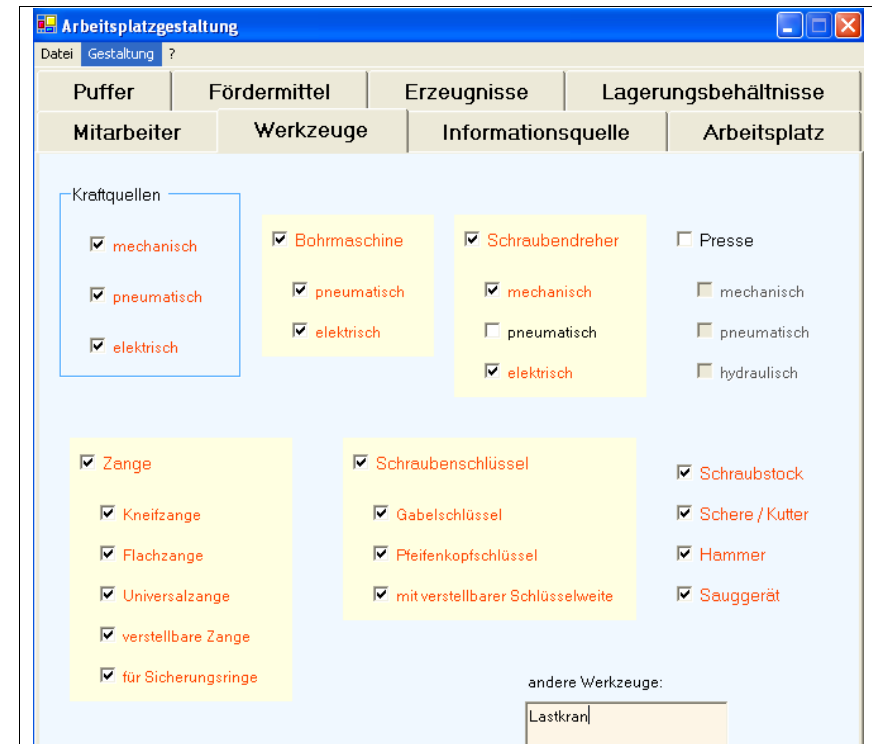 Arbeitsplatzgestaltung
Datei Gestaltung ?
Puffer Fördermittel Erzeugnisse Lagerungsbehältnisse
Mitarbeiter Werkzeuge Informationsquelle Arbeitsplatz
Kraftquellen
mechanisch
pneumatisch
elektrisch
Bohrmaschine
pneumatisch
elektrisch
Schraubendreher
mechanisch
pneumatisch
elektrisch
Presse
mechanisch
pneumatisch
hydraulisch
Zange
Kneifzange
Flachzange
Universalzange
verstellbare Zange
für Sicherungsringe
Schraubenschlüssel
Gabelschlüssel
Pfeifenkopfschlüssel
mit verstellbarer Schlüsselweite
Schraubstock
Schere / Kutter
Hammer
Sauggerät
andere Werkzeuge:
Lastkran